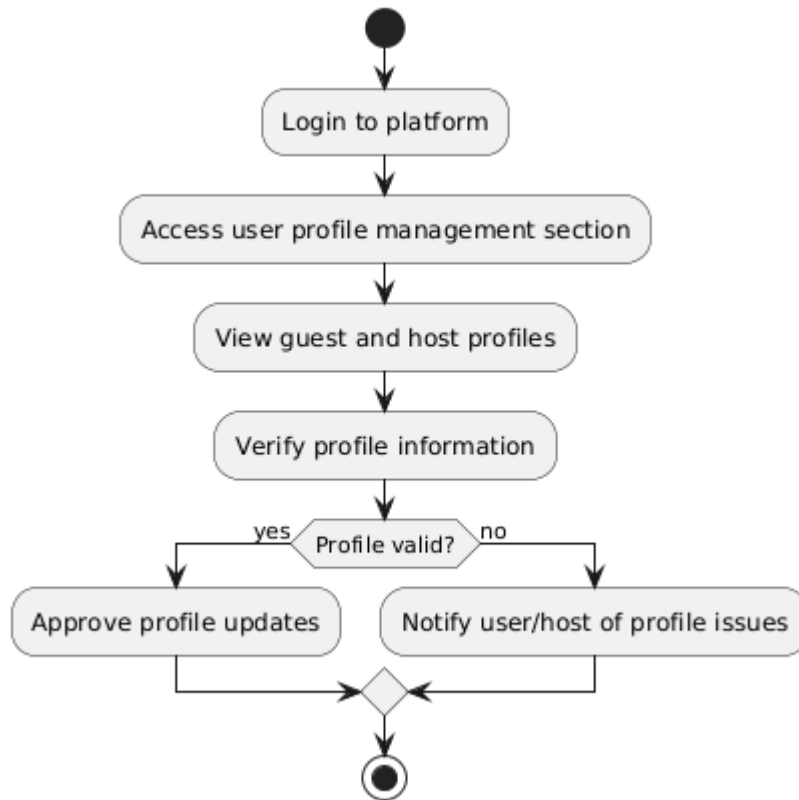 Login to platform
Access user profile management section
View guest and host profiles
Verify profile information
yes
Profile valid?
no
Approve profile updates
Notify user/host of profile issues